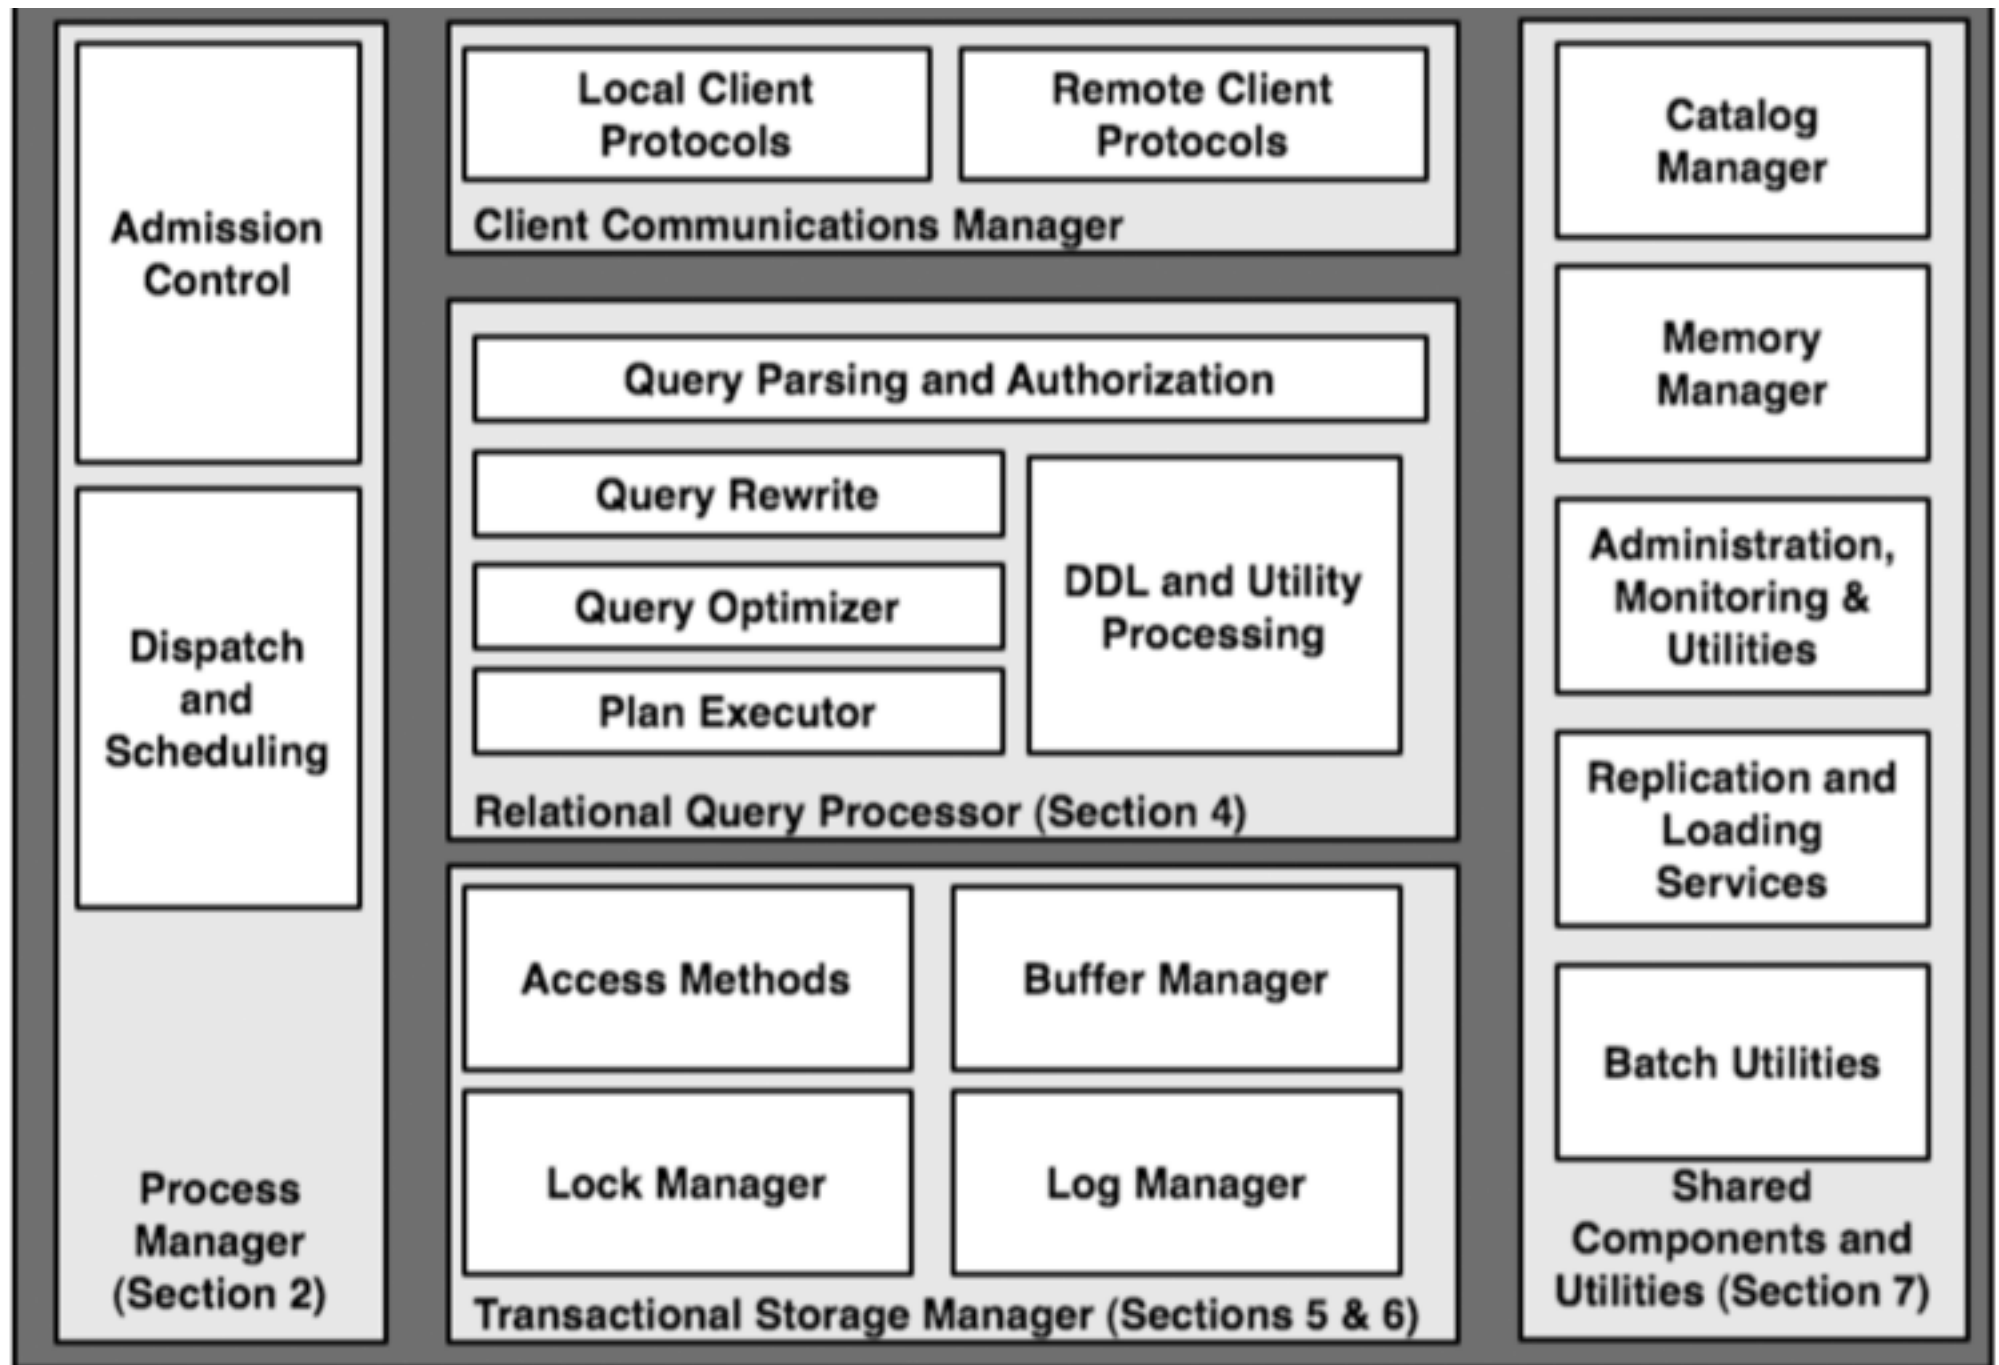 Admission
Control
Dispatch
and
Scheduling
Process
Manager
(Section 2)
Local Client
Protocols
Remote Client
Protocols
Client Communications Manager
Query Parsing and Authorization
Query Rewrite
Query Optimizer
Plan Executor
DDL and Utility
Processing
Relational Query Processor (Section 4)
Access Methods
Buffer Manager
Lock Manager
Log Manager
Transactional Storage Manager (Sections 5 & 6)
Catalog
Manager
Memory
Manager
Administration,
Monitoring &
Utilities
Replication and
Loading
Services
Batch Utilities
Shared
Components and
Utilities (Section 7)